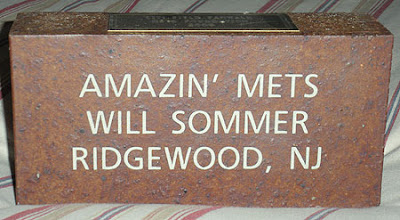 AMAZIN' METS
WILL SOMMER
RIDGEWOOD, NJ